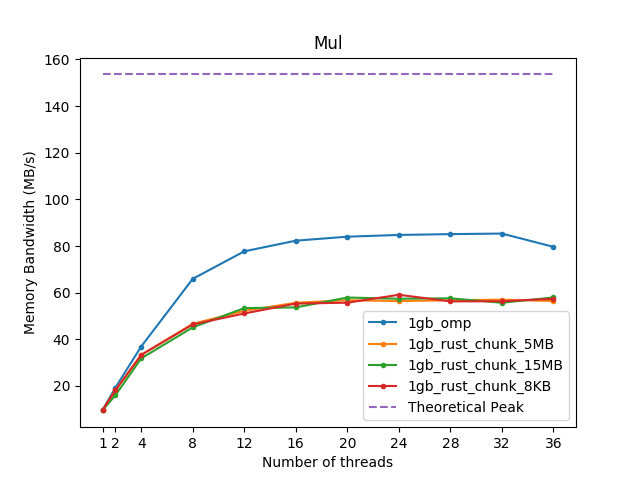 Mul
Memory Bandwidth (MB/s)
160
140
120
100
80
60
40
20
1 2 4 8 12 16 20 24 28 32 36
Number of threads
1gb_omp
1gb_rust_chunk_5MB
1gb_rust_chunk_15MB
1gb_rust_chunk_8KB
Theoretical Peak